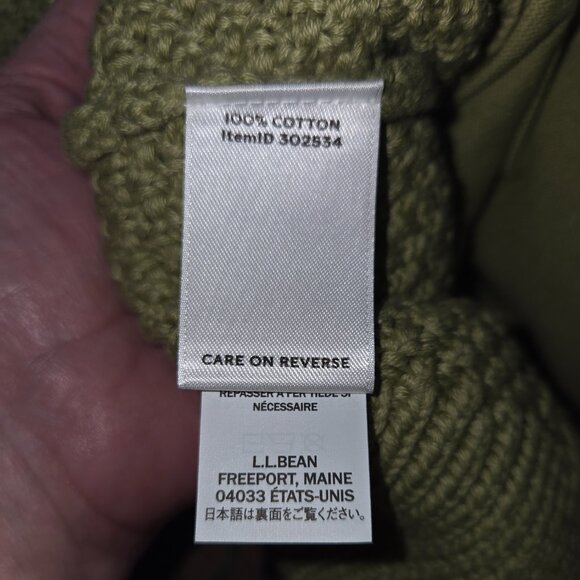 100% COTTON
ItemID 302534
CARE ON REVERSE
REPASSER À FER TIÈDE SI
NÉCESSAIRE
L.L.BEAN
FREEPORT, MAINE
04033 ÉTATS-UNIS
日本語は裏面をご覧ください。